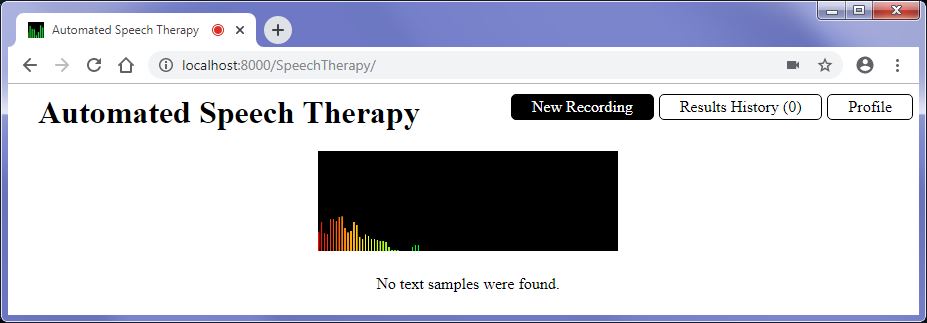 Automated Speech Therapy
localhost:8000/SpeechTherapy/
Automated Speech Therapy
New Recording
Results History (0)
Profile
No text samples were found.